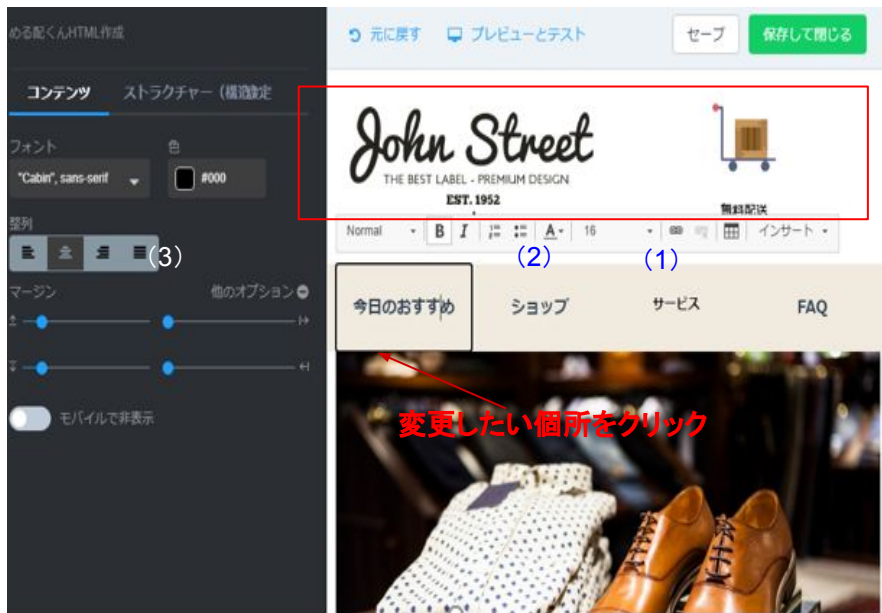 める配くんHTML作成
元に戻す プレビューとテスト セーブ 保存して閉じる
コンテンツ ストラクチャー（構造設定
John Street
THE BEST LABEL - PREMIUM DESIGN
EST. 1952
無料配送
フォント 色
"Cabin", sans-serif #000
整列
(3)
Normal B I A 16 インサート
(2) (1)
マージン 他のオプション
今日のおすすめ ショップ サービス FAQ
変更したい個所をクリック
モバイルで非表示